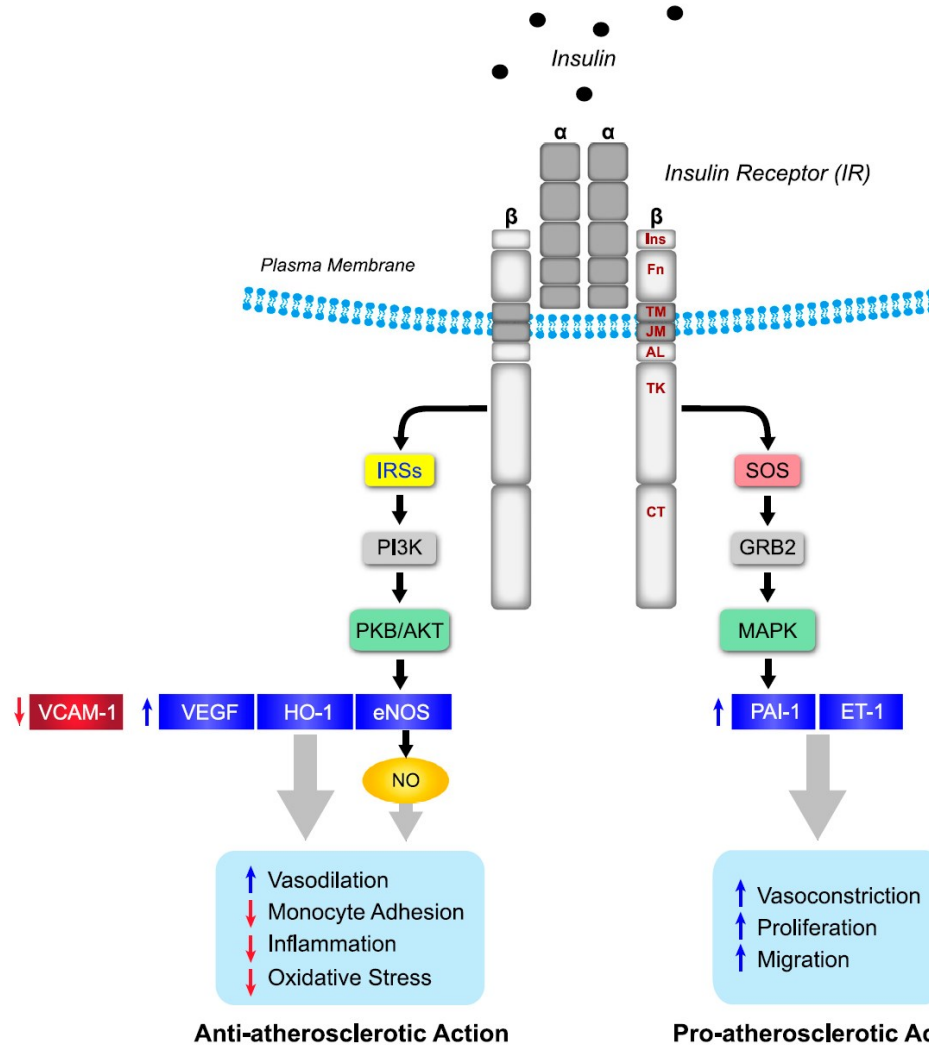 Insulin
α α
Insulin Receptor (IR)
β β
Ins
Plasma Membrane
Fn
TM
JM
AL
TK
IRSs
SOS
CT
PI3K
GRB2
PKB/AKT
MAPK
VCAM-1 VEGF HO-1 eNOS
PAI-1 ET-1
NO
Vasodilation
Monocyte Adhesion
Inflammation
Oxidative Stress
Vasoconstriction
Proliferation
Migration
Anti-atherosclerotic Action
Pro-atherosclerotic